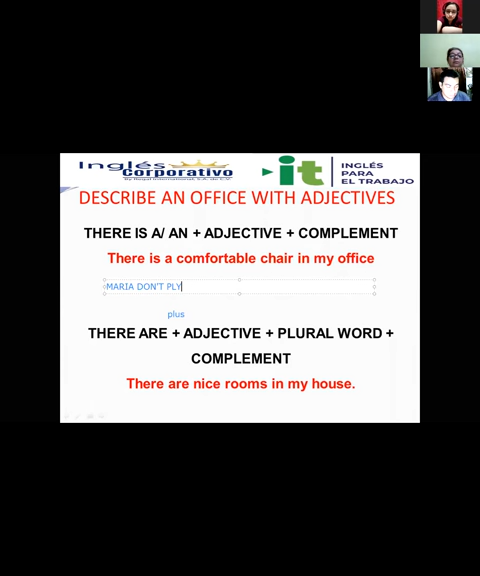 Inglés
Corporativo
it
INGLÉS
PARA
EL TRABAJO
DESCRIBE AN OFFICE WITH ADJECTIVES
THERE IS A/ AN + ADJECTIVE + COMPLEMENT
There is a comfortable chair in my office
MARIA DON'T PLY
plus
THERE ARE + ADJECTIVE + PLURAL WORD +
COMPLEMENT
There are nice rooms in my house.